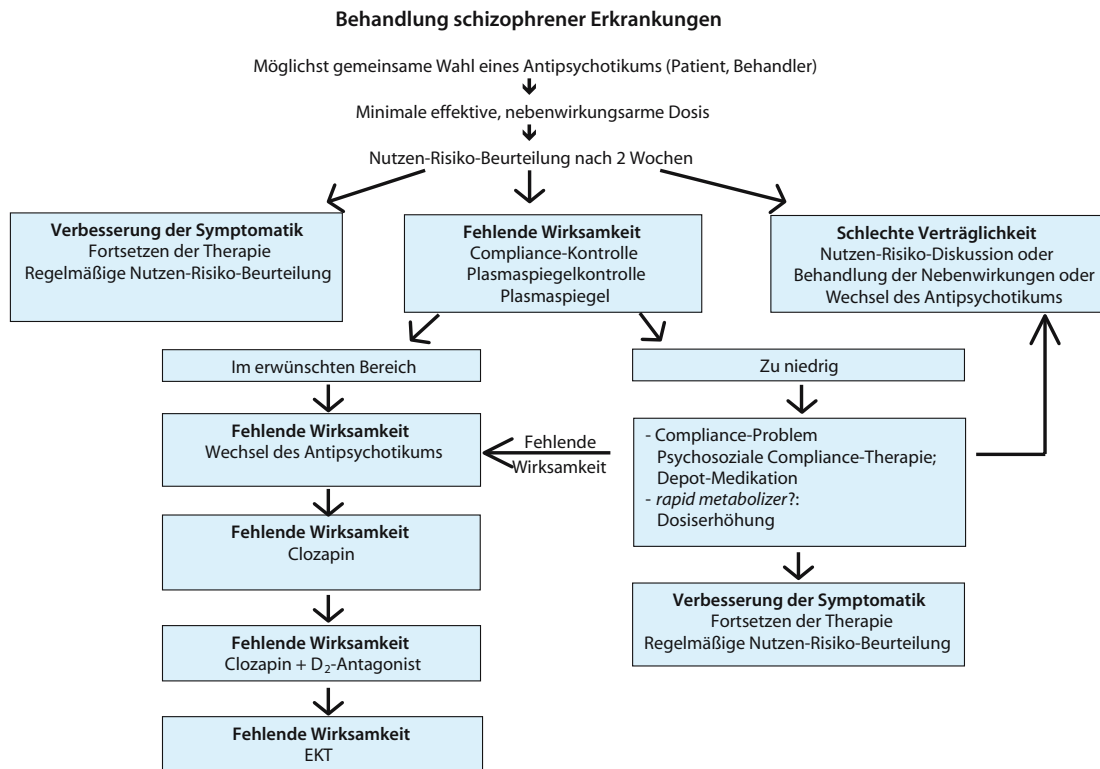 Behandlung schizophrener Erkrankungen
Möglichst gemeinsame Wahl eines Antipsychotikums (Patient, Behandler)
Minimale effektive, nebenwirkungsarme Dosis
Nutzen-Risiko-Beurteilung nach 2 Wochen
Verbesserung der Symptomatik
Fortsetzen der Therapie
Regelmäßige Nutzen-Risiko-Beurteilung
Fehlende Wirksamkeit
Compliance-Kontrolle
Plasmaspiegelkontrolle
Plasmaspiegel
Schlechte Verträglichkeit
Nutzen-Risiko-Diskussion oder
Behandlung der Nebenwirkungen oder
Wechsel des Antipsychotikums
Im erwünschten Bereich
Zu niedrig
Fehlende Wirksamkeit
Wechsel des Antipsychotikums
Fehlende
Wirksamkeit
- Compliance-Problem
Psychosoziale Compliance-Therapie;
Depot-Medikation
- rapid metabolizer?:
Dosiserhöhung
Fehlende Wirksamkeit
Clozapin
Verbesserung der Symptomatik
Fortsetzen der Therapie
Regelmäßige Nutzen-Risiko-Beurteilung
Fehlende Wirksamkeit
Clozapin + D₂-Antagonist
Fehlende Wirksamkeit
EKT